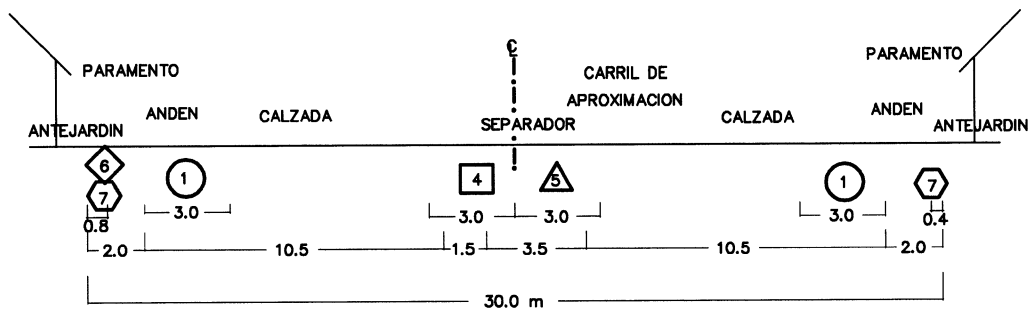 ℄
PARAMENTO
CARRIL DE
APROXIMACION
PARAMENTO
ANDEN
CALZADA
CALZADA
ANDEN
ANTEJARDIN
SEPARADOR
ANTEJARDIN
6
7
1
4
5
1
7
3.0
3.0
3.0
3.0
0.8
0.4
2.0
10.5
1.5
3.5
10.5
2.0
30.0 m